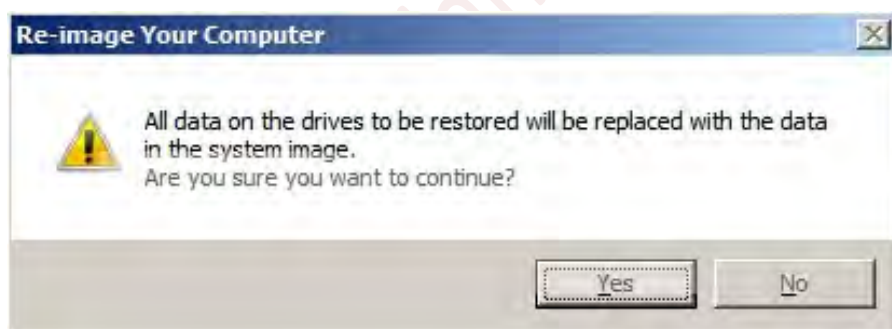 Re-image Your Computer
All data on the drives to be restored will be replaced with the data
in the system image.
Are you sure you want to continue?
Yes No